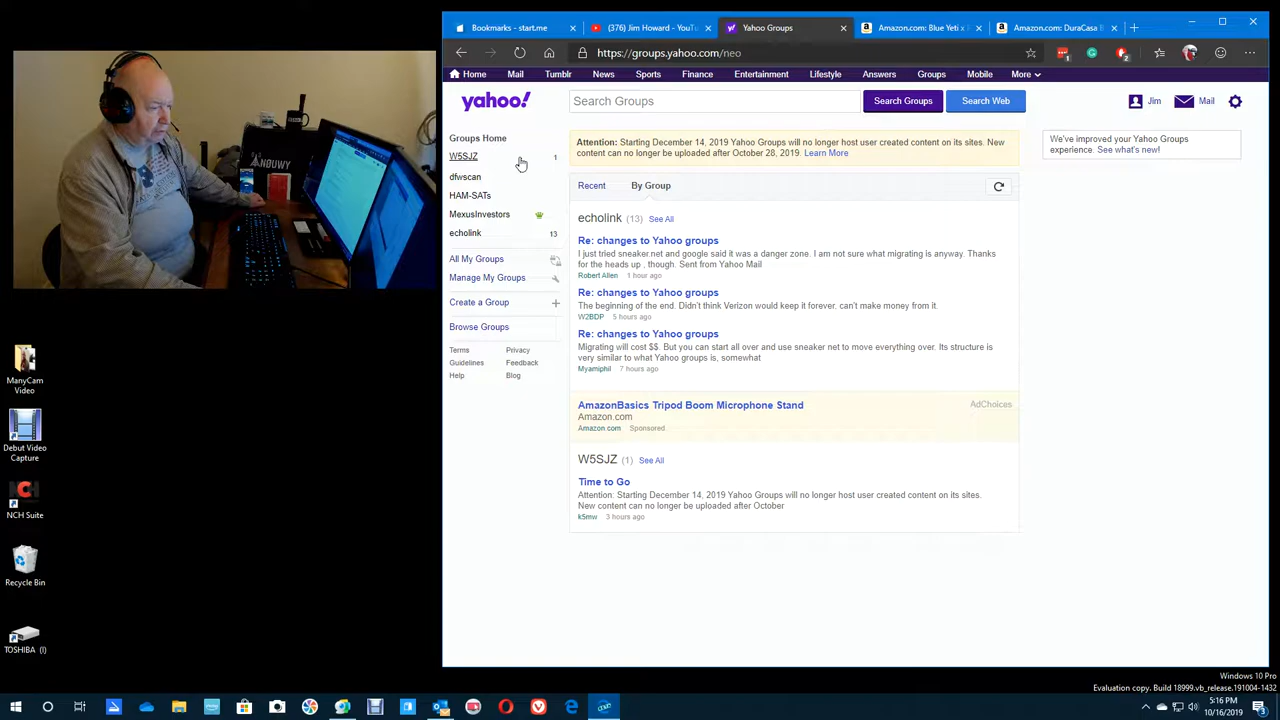 Bookmarks - start.me
(376) Jim Howard - YouTu
Yahoo Groups
Amazon.com: Blue Yeti x
Amazon.com: DuraCasa
https://groups.yahoo.com/neo
1
2
Home Mail Tumblr News Sports Finance Entertainment Lifestyle Answers Groups Mobile More
yahoo!
Search Groups
Search Groups
Search Web
Jim
Mail
Groups Home
W5SJZ 1
dfwscan
HAM-SATs
MexusInvestors
echolink 13
All My Groups
Manage My Groups
Create a Group
Browse Groups
Terms Privacy
Guidelines Feedback
Help Blog
Attention: Starting December 14, 2019 Yahoo Groups will no longer host user created content on its sites. New
content can no longer be uploaded after October 28, 2019. Learn More
We've improved your Yahoo Groups
experience. See what's new!
Recent By Group
echolink (13) See All
Re: changes to Yahoo groups
I just tried sneaker.net and google said it was a danger zone. I am not sure what migrating is anyway. Thanks
for the heads up , though. Sent from Yahoo Mail
Robert Allen 1 hour ago
Re: changes to Yahoo groups
The beginning of the end. Didn't think Verizon would keep it forever. can't make money from it.
W2BDP 5 hours ago
Re: changes to Yahoo groups
Migrating will cost $$. But you can start all over and use sneaker net to move everything over. Its structure is
very similar to what Yahoo groups is, somewhat
Myamiphil 7 hours ago
AmazonBasics Tripod Boom Microphone Stand
AdChoices
Amazon.com
Amazon com Sponsored
W5SJZ (1) See All
Time to Go
Attention: Starting December 14, 2019 Yahoo Groups will no longer host user created content on its sites.
New content can no longer be uploaded after October
k5mw 3 hours ago
ManyCam
Video
Debut Video
Capture
NCH Suite
Recycle Bin
TOSHIBA (I)
Windows 10 Pro
Evaluation copy. Build 18999.vb_release.191004-1432
5:16 PM
10/16/2019
3